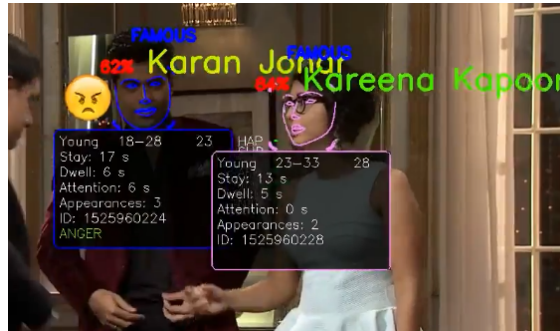 FAMOUS
62% Karan Johar
FAMOUS
64% Kareena Kapoor
Young 18-28 23
Stay: 17 s
Dwell: 6 s
Attention: 6 s
Appearances: 3
ID: 1525960224
ANGER
HAP
Young 23-33 28
Stay: 13 s
Dwell: 5 s
Attention: 0 s
Appearances: 2
ID: 1525960228